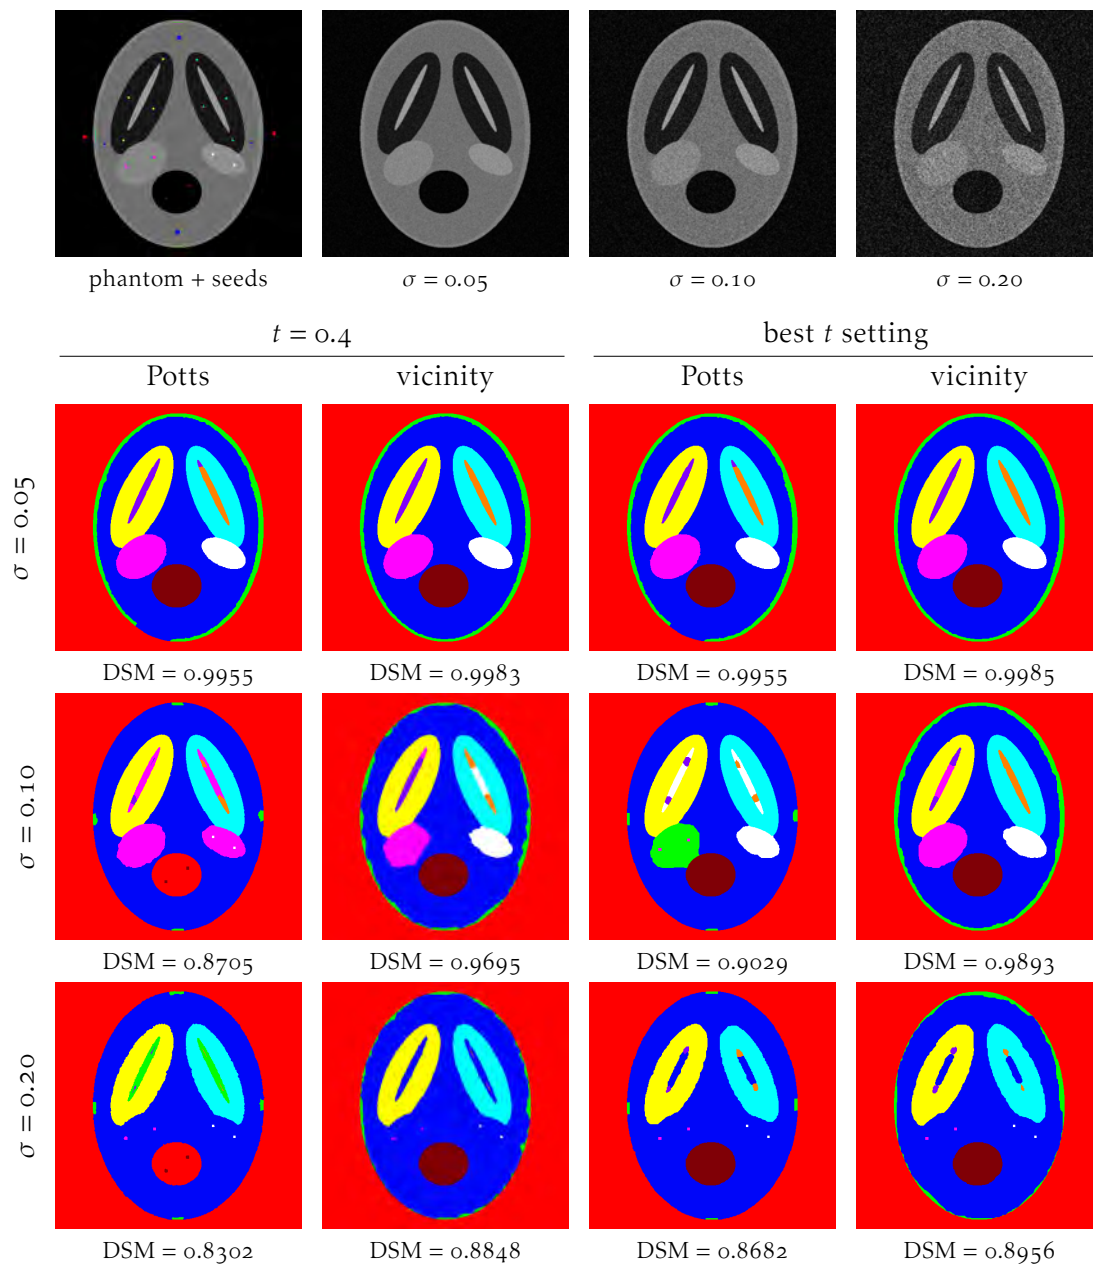 phantom + seeds σ = 0.05 σ = 0.10 σ = 0.20
t = 0.4 best t setting
Potts vicinity Potts vicinity
σ = 0.05
DSM = 0.9955 DSM = 0.9983 DSM = 0.9955 DSM = 0.9985
σ = 0.10
DSM = 0.8705 DSM = 0.9695 DSM = 0.9029 DSM = 0.9893
σ = 0.20
DSM = 0.8302 DSM = 0.8848 DSM = 0.8682 DSM = 0.8956